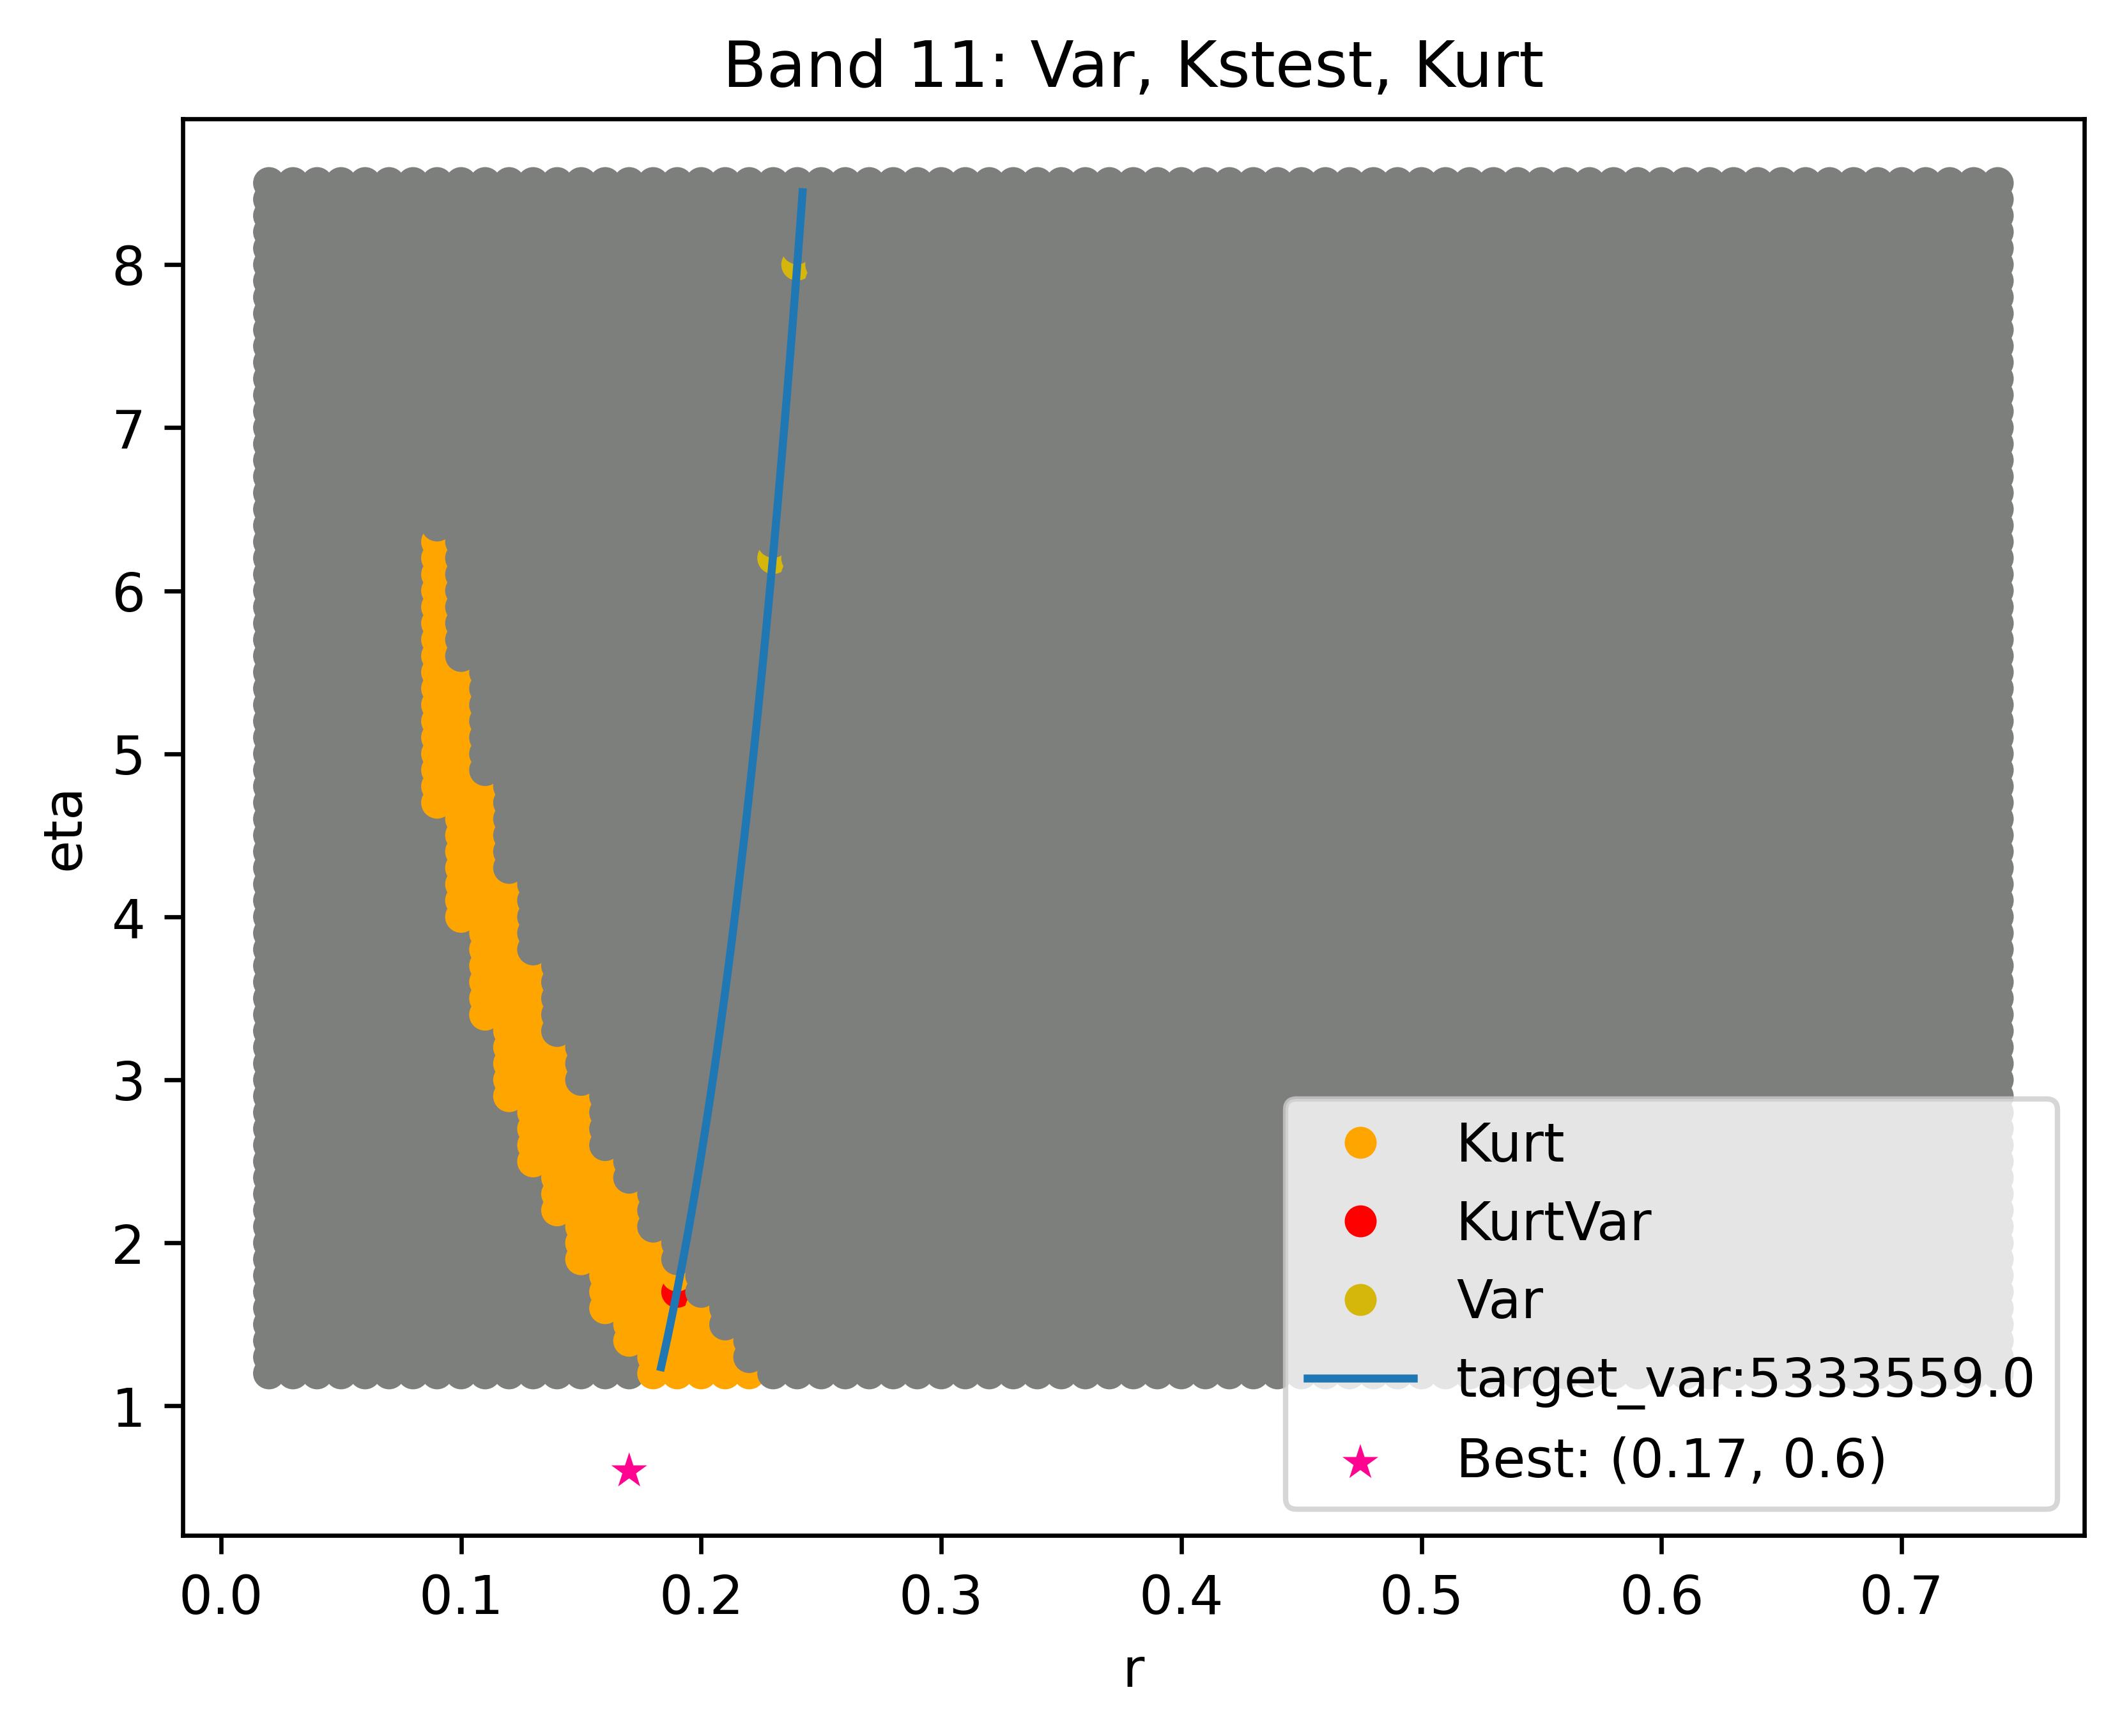 Band 11: Var, Kstest, Kurt
8
7
6
5
4
3
2
1
eta
Kurt
KurtVar
Var
target_var:5333559.0
Best: (0.17, 0.6)
0.0 0.1 0.2 0.3 0.4 0.5 0.6 0.7
r